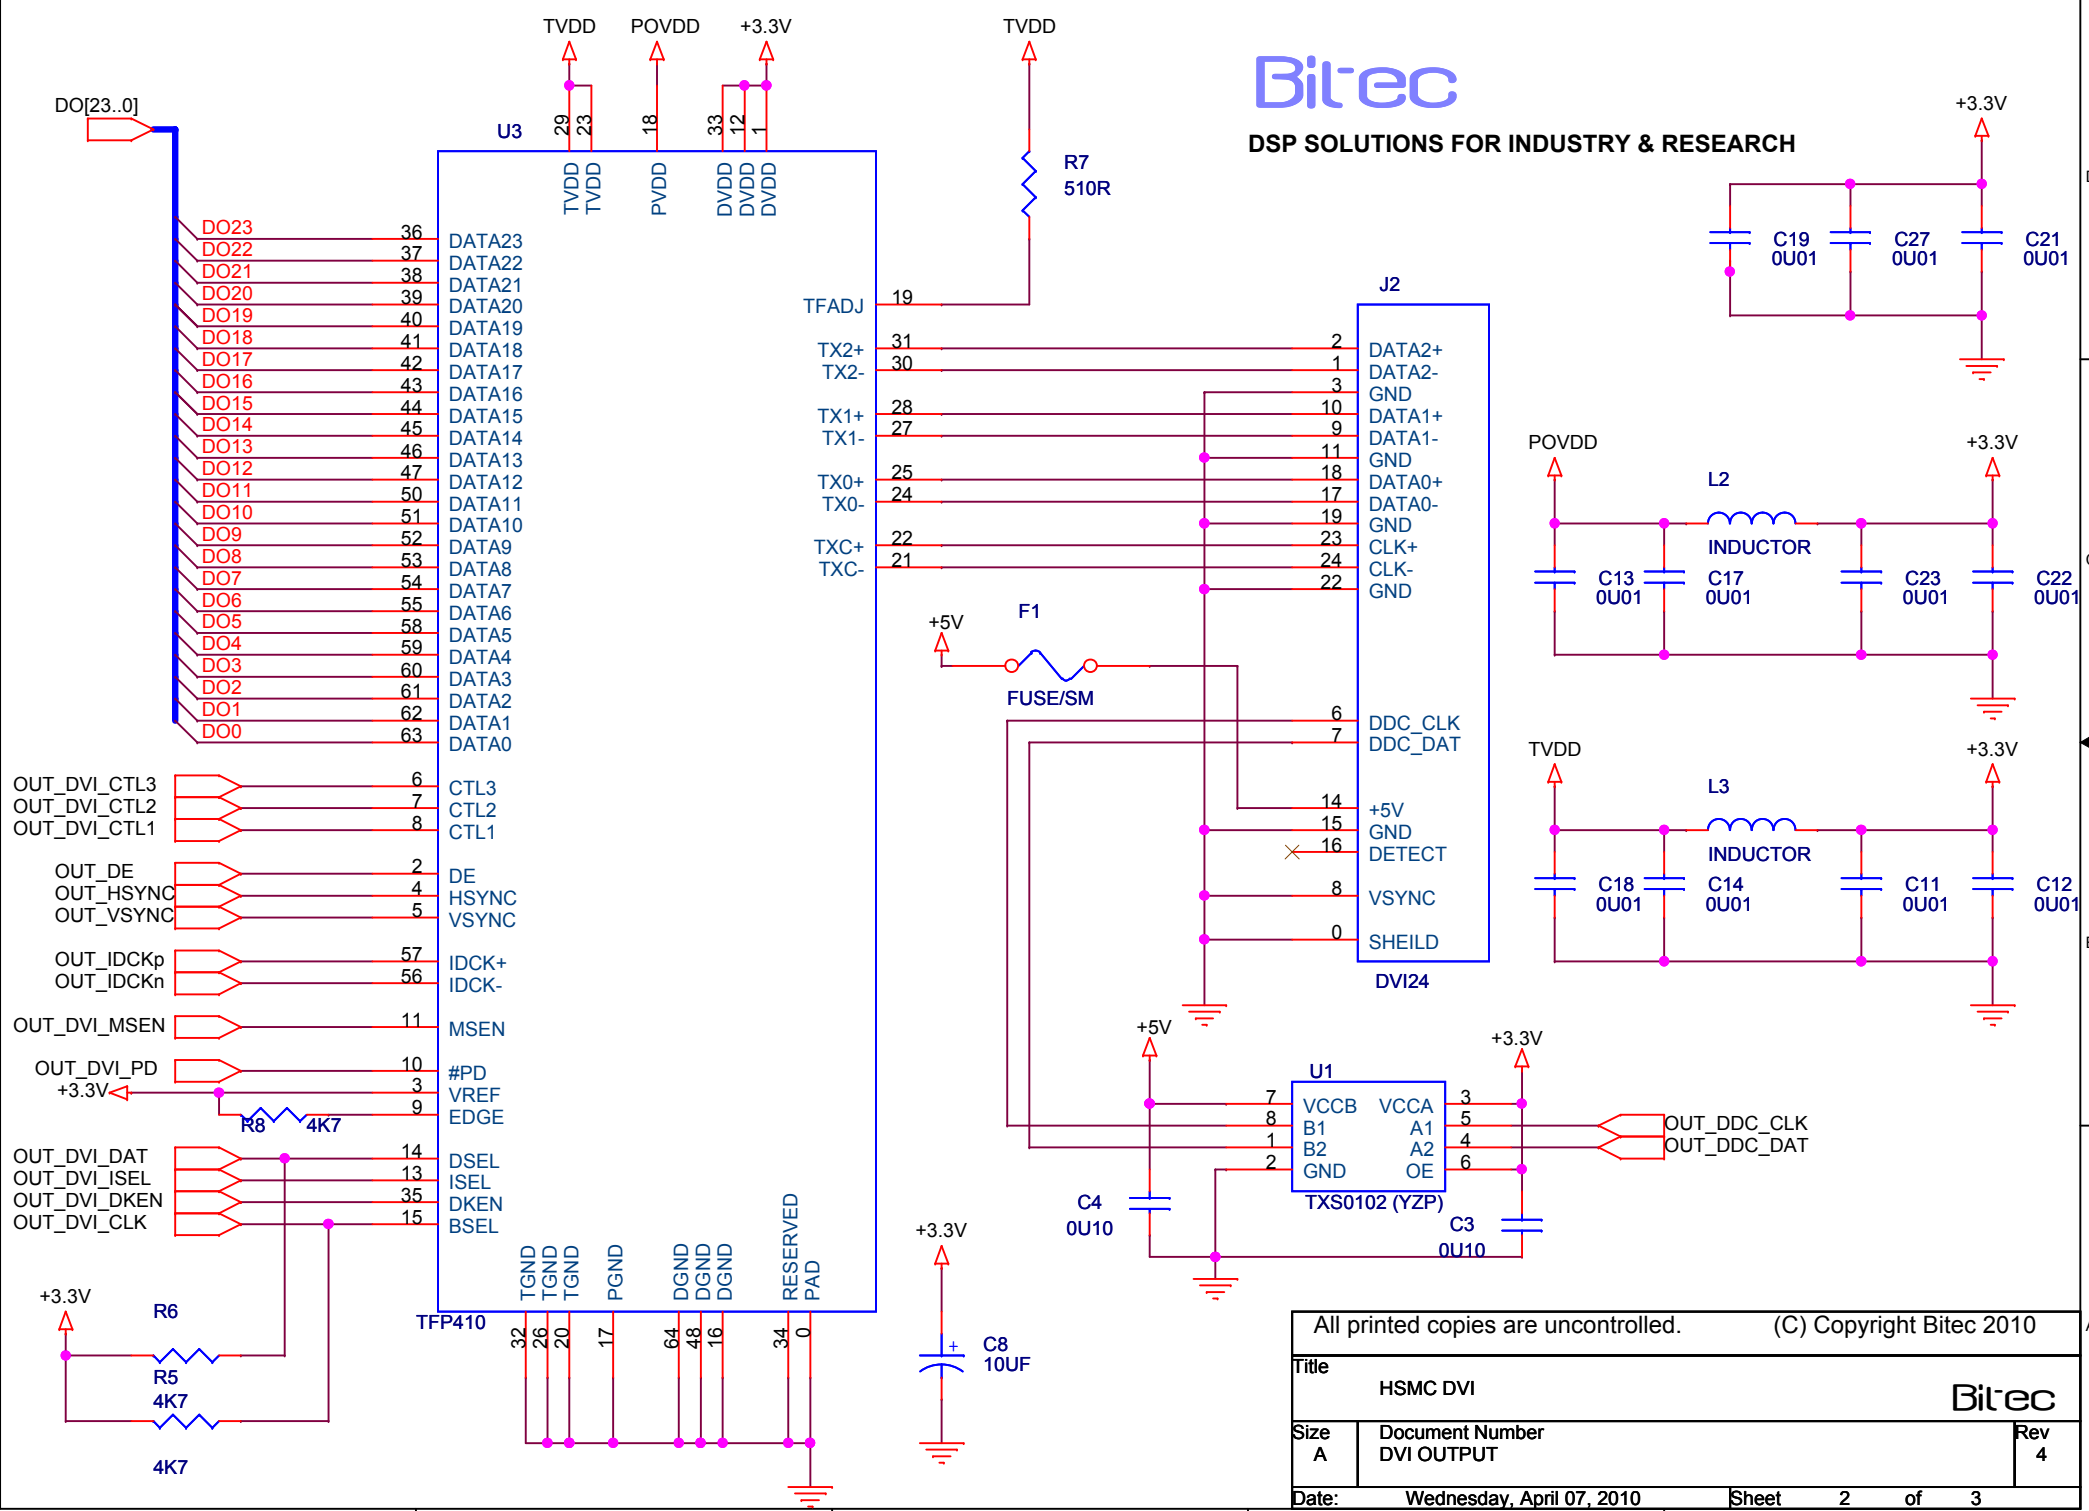 TVDD
POVDD
+3.3V
TVDD
Bitec
DSP SOLUTIONS FOR INDUSTRY & RESEARCH
DO[23..0]
U3
29
23
18
33
12
1
TVDD
TVDD
PVDD
DVDD
DVDD
DVDD
R7
510R
DO23 36 DATA23
DO22 37 DATA22
DO21 38 DATA21
DO20 39 DATA20
DO19 40 DATA19
DO18 41 DATA18
DO17 42 DATA17
DO16 43 DATA16
DO15 44 DATA15
DO14 45 DATA14
DO13 46 DATA13
DO12 47 DATA12
DO11 50 DATA11
DO10 51 DATA10
DO9 52 DATA9
DO8 53 DATA8
DO7 54 DATA7
DO6 55 DATA6
DO5 58 DATA5
DO4 59 DATA4
DO3 60 DATA3
DO2 61 DATA2
DO1 62 DATA1
DO0 63 DATA0
OUT_DVI_CTL3 6 CTL3
OUT_DVI_CTL2 7 CTL2
OUT_DVI_CTL1 8 CTL1
OUT_DE 2 DE
OUT_HSYNC 4 HSYNC
OUT_VSYNC 5 VSYNC
OUT_IDCKp 57 IDCK+
OUT_IDCKn 56 IDCK-
OUT_DVI_MSEN 11 MSEN
OUT_DVI_PD 10 #PD
+3.3V 3 VREF
R8 4K7 9 EDGE
OUT_DVI_DAT 14 DSEL
OUT_DVI_ISEL 13 ISEL
OUT_DVI_DKEN 35 DKEN
OUT_DVI_CLK 15 BSEL
+3.3V
R6
R5
4K7
4K7
TFADJ 19
TX2+ 31
TX2- 30
TX1+ 28
TX1- 27
TX0+ 25
TX0- 24
TXC+ 22
TXC- 21
TGND
TGND
TGND
PGND
DGND
DGND
DGND
RESERVED
PAD
TFP410
32
26
20
17
64
48
16
34
0
J2
2 DATA2+
1 DATA2-
3 GND
10 DATA1+
9 DATA1-
11 GND
18 DATA0+
17 DATA0-
19 GND
23 CLK+
24 CLK-
22 GND
6 DDC_CLK
7 DDC_DAT
14 +5V
15 GND
16 DETECT
8 VSYNC
0 SHEILD
DVI24
+5V
F1
FUSE/SM
+3.3V
C19
0U01
C27
0U01
C21
0U01
POVDD
+3.3V
L2
INDUCTOR
C13
0U01
C17
0U01
C23
0U01
C22
0U01
TVDD
+3.3V
L3
INDUCTOR
C18
0U01
C14
0U01
C11
0U01
C12
0U01
+5V
+3.3V
U1
7 VCCB VCCA 3
8 B1 A1 5 OUT_DDC_CLK
1 B2 A2 4 OUT_DDC_DAT
2 GND OE 6
TXS0102 (YZP)
C4
0U10
C3
0U10
+3.3V
+
C8
10UF
All printed copies are uncontrolled. (C) Copyright Bitec 2010
Title
HSMC DVI
Bitec
Size
A
Document Number
DVI OUTPUT
Rev
4
Date: Wednesday, April 07, 2010 Sheet 2 of 3